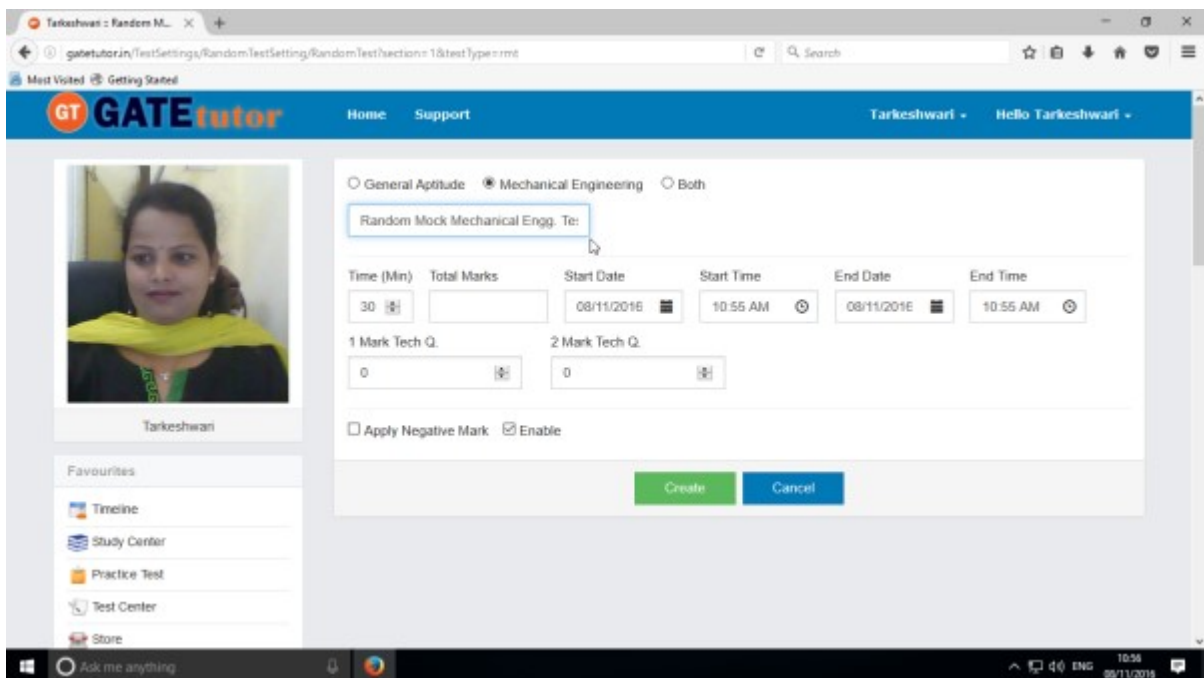 Tarkeshwari :: Random M...
gatetutor.in/TestSettings/RandomTestSetting/RandomTest?section=1&testType=rmt
Search
Most Visited Getting Started
GT GATEtutor Home Support Tarkeshwari Hello Tarkeshwari
General Aptitude Mechanical Engineering Both
Random Mock Mechanical Engg. Te
Time (Min) Total Marks Start Date Start Time End Date End Time
30 08/11/2016 10:55 AM 08/11/2016 10:55 AM
1 Mark Tech Q. 2 Mark Tech Q.
0 0
Tarkeshwari
Apply Negative Mark Enable
Favourites
Create Cancel
Timeline
Study Center
Practice Test
Test Center
Store
Ask me anything
ENG
10:56
08/11/2016